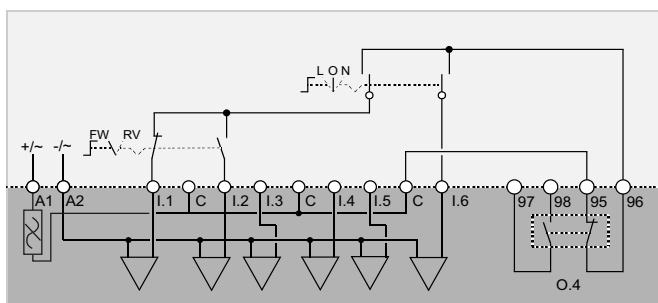 L O N
FW RV
+/~ -/~
A1 A2 I.1 C I.2 I.3 C I.4 I.5 C I.6 97 98 95 96
O.4